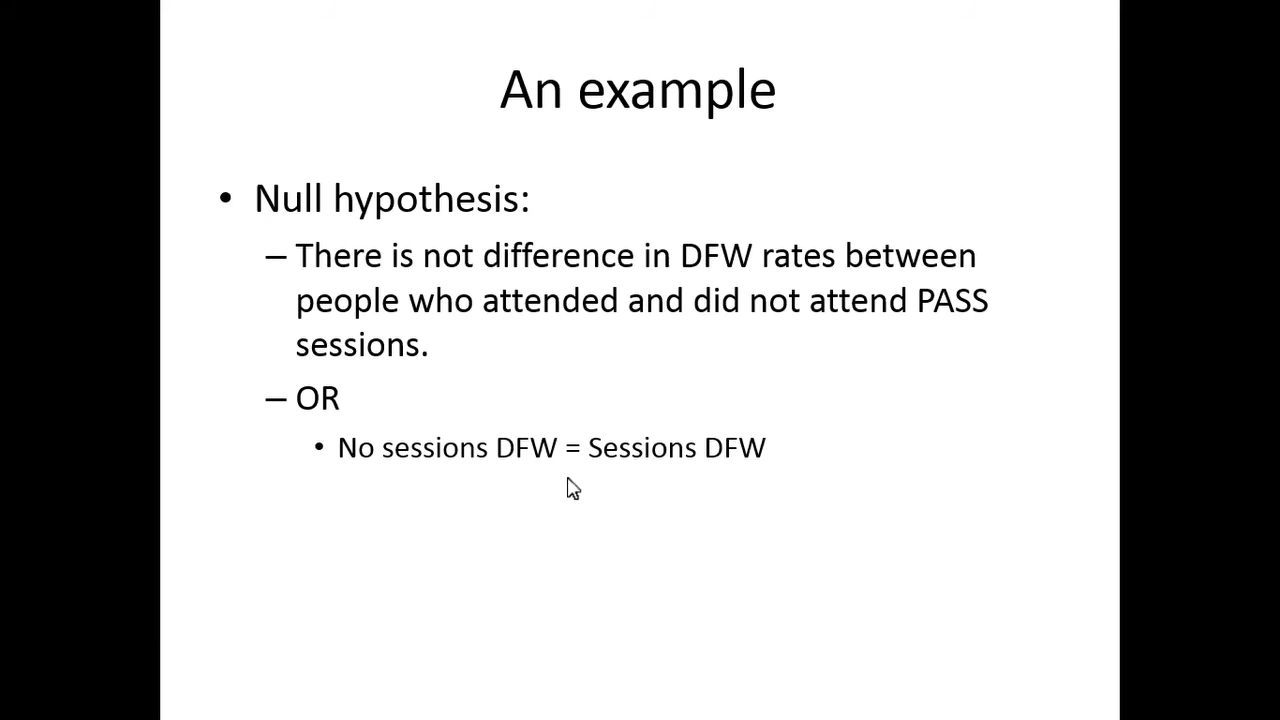 An example
• Null hypothesis:
– There is not difference in DFW rates between
people who attended and did not attend PASS
sessions.
– OR
• No sessions DFW = Sessions DFW